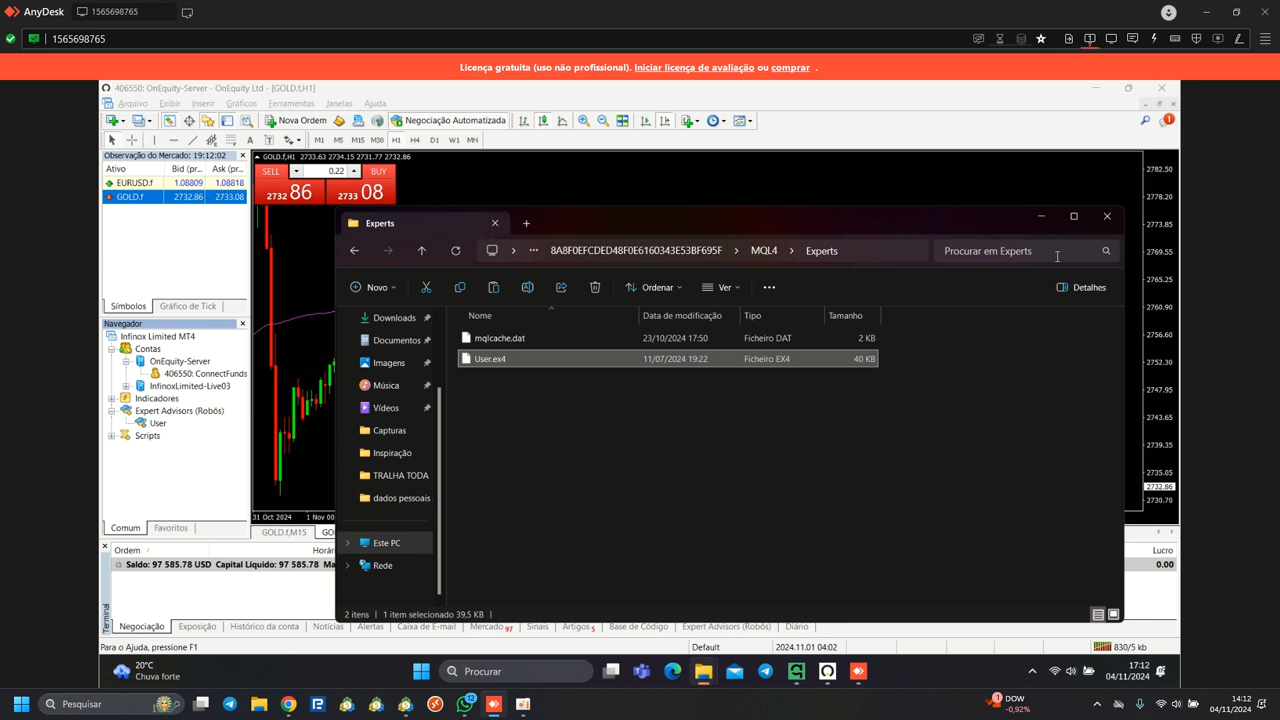 AnyDesk
1565698765
1565698765
Licença gratuita (uso não profissional). Iniciar licença de avaliação ou comprar .
406550: OnEquity-Server - OnEquity Ltd - [GOLD.f,H1]
Arquivo Exibir Inserir Gráficos Ferramentas Janelas Ajuda
Nova Ordem
Negociação Automatizada
1
M1 M5 M15 M30 H1 H4 D1 W1 MN
Observação do Mercado: 19:12:02
Ativo Bid (pr... Ask (pr...
EURUSD.f 1.08809 1.08818
GOLD.f 2732.86 2733.08
Símbolos Gráfico de Tick
GOLD.f,H1 2733.63 2734.15 2731.77 2732.86
SELL 0.22 BUY
2732 86 2733 08
2782.50
2778.20
2773.85
2769.55
2765.25
2760.90
2756.60
2752.30
2747.95
2743.65
2739.35
2735.05
2732.86
2730.70
Navegador
Infinox Limited MT4
Contas
OnEquity-Server
406550: ConnectFunds
InfinoxLimited-Live03
Indicadores
Expert Advisors (Robôs)
User
Scripts
Comum Favoritos
31 Oct 2024 1 Nov 00
GOLD.f,M15 GO
Experts
8A8F0EFCDED48F0E6160343E53BF695F MQL4 Experts
Procurar em Experts
Novo Ordenar Ver Detalhes
Downloads
Documentos
Imagens
Música
Vídeos
Capturas
Inspiração
TRALHA TODA
dados pessoais
Este PC
Rede
Nome Data de modificação Tipo Tamanho
mqlcache.dat 23/10/2024 17:50 Ficheiro DAT 2 KB
User.ex4 11/07/2024 19:22 Ficheiro EX4 40 KB
2 itens 1 item selecionado 39,5 KB
Ordem Horár Lucro
Saldo: 97 585.78 USD Capital Líquido: 97 585.78 Ma 0.00
Terminal
Negociação Exposição Histórico da conta Notícias Alertas Caixa de E-mail Mercado 97 Sinais Artigos 5 Base de Código Expert Advisors (Robôs) Diário
Para o Ajuda, pressione F1 Default 2024.11.01 04:02 830/5 kb
20°C
Chuva forte
Procurar
17:12
04/11/2024
Pesquisar
12
1
DOW
-0,92%
14:12
04/11/2024